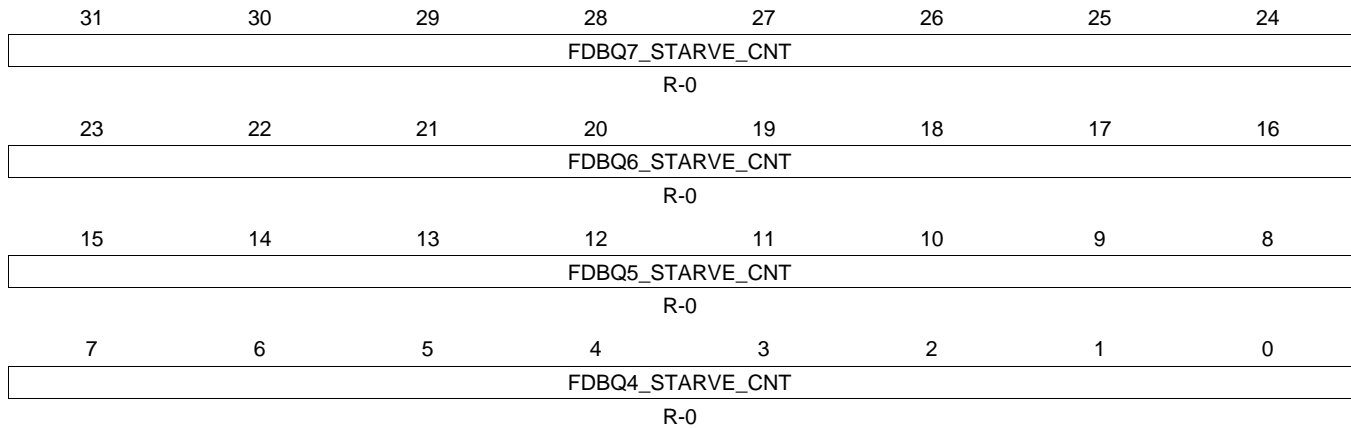 31 30 29 28 27 26 25 24
FDBQ7_STARVE_CNT
R-0
23 22 21 20 19 18 17 16
FDBQ6_STARVE_CNT
R-0
15 14 13 12 11 10 9 8
FDBQ5_STARVE_CNT
R-0
7 6 5 4 3 2 1 0
FDBQ4_STARVE_CNT
R-0